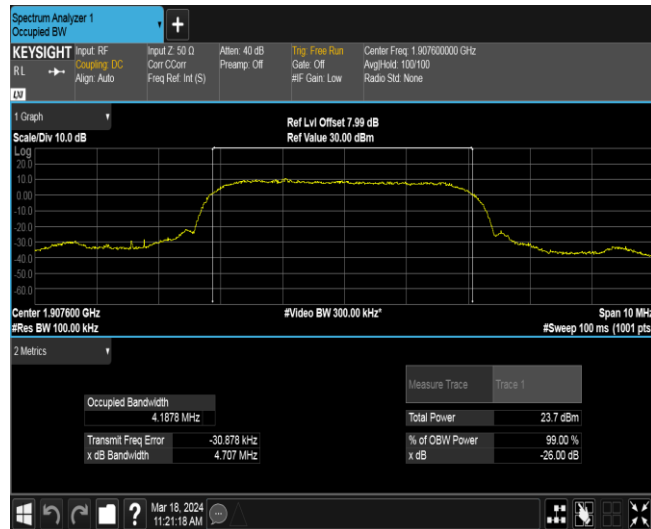 Spectrum Analyzer 1
Occupied BW
KEYSIGHT
RL
LXI
Input: RF
Coupling: DC
Align: Auto
Input Z: 50 Ω
Corr CCorr
Freq Ref: Int (S)
Atten: 40 dB
Preamp: Off
Trig: Free Run
Gate: Off
#IF Gain: Low
Center Freq: 1.907600000 GHz
Avg|Hold: 100/100
Radio Std: None
1 Graph
Scale/Div 10.0 dB
Ref Lvl Offset 7.99 dB
Ref Value 30.00 dBm
Log
20.0
10.0
0.00
-10.0
-20.0
-30.0
-40.0
-50.0
-60.0
Center 1.907600 GHz
#Res BW 100.00 kHz
#Video BW 300.00 kHz*
Span 10 MHz
#Sweep 100 ms (1001 pts
2 Metrics
Measure Trace Trace 1
Occupied Bandwidth
4.1878 MHz
Total Power 23.7 dBm
Transmit Freq Error -30.878 kHz
x dB Bandwidth 4.707 MHz
% of OBW Power 99.00 %
x dB -26.00 dB
Mar 18, 2024
11:21:18 AM